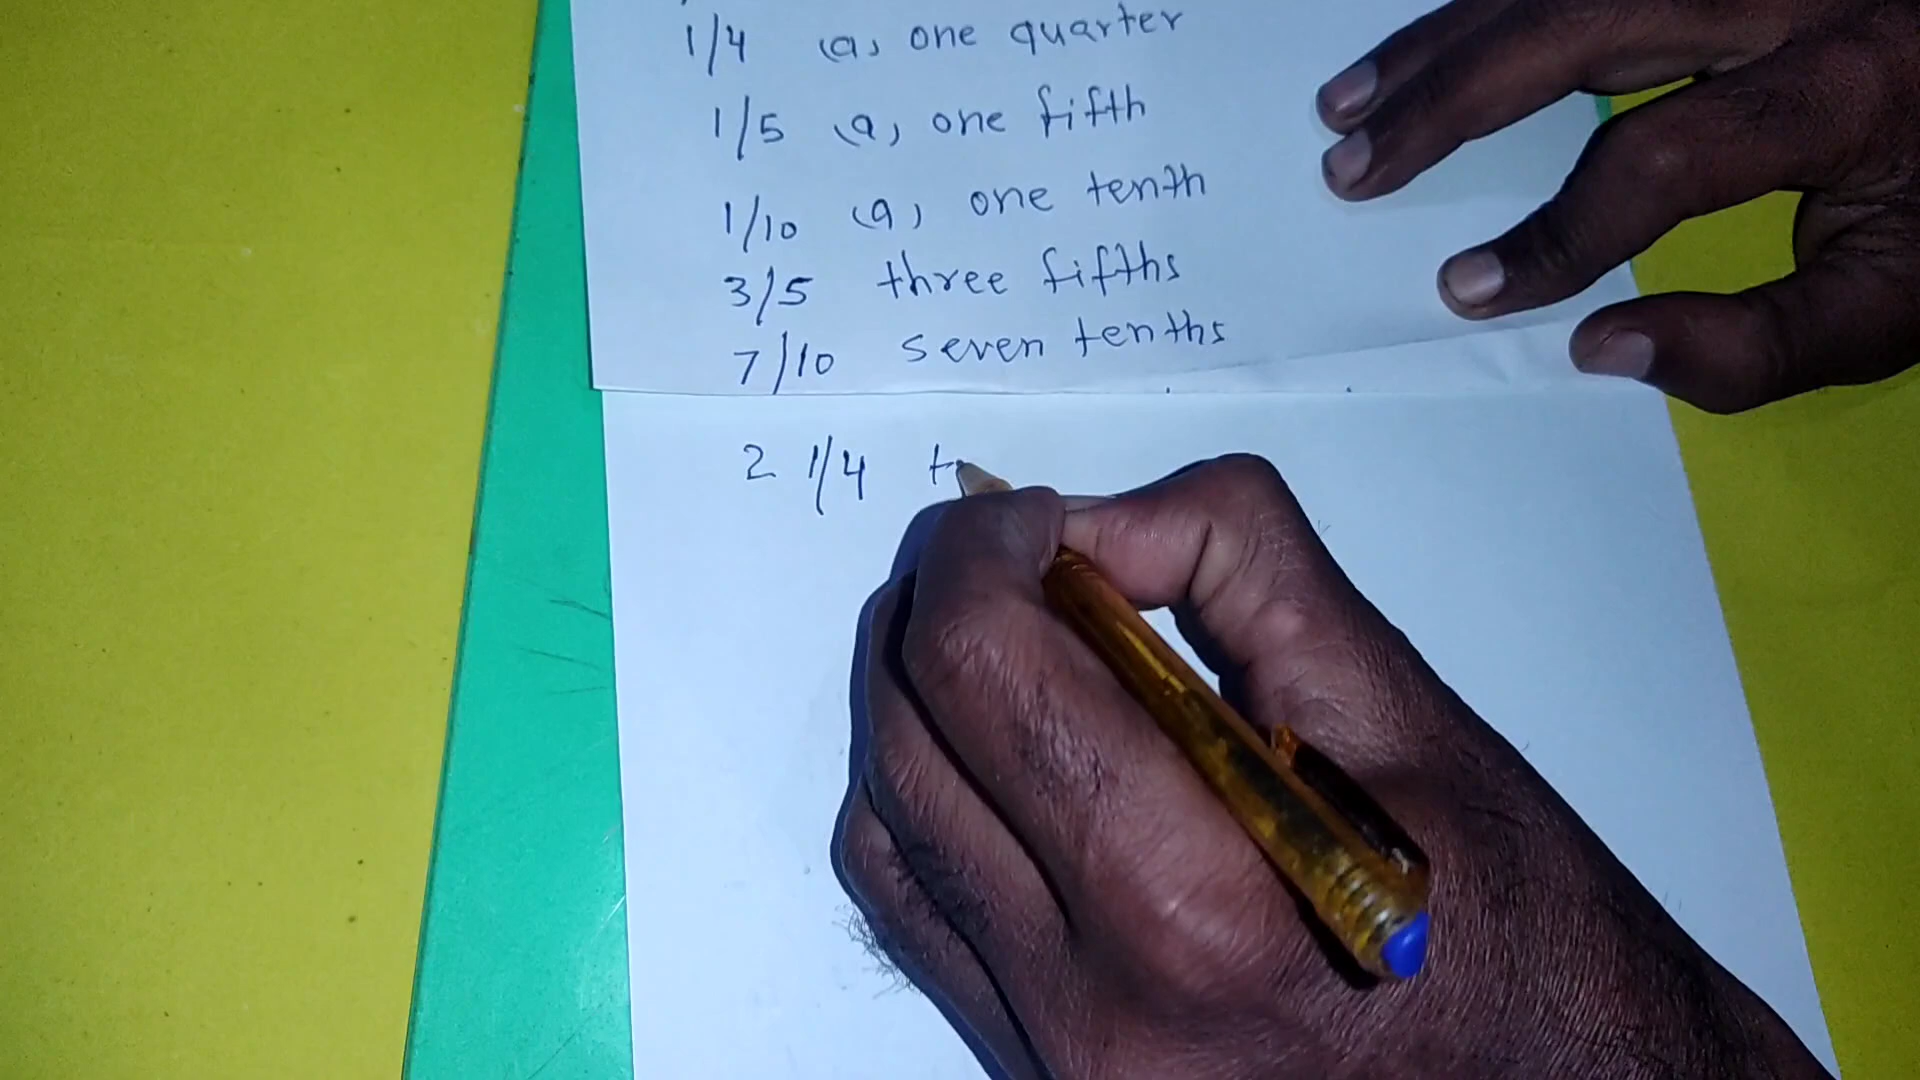 1/4 (a) one quarter
1/5 (a) one fifth
1/10 (a) one tenth
3/5 three fifths
7/10 seven tenths
2 1/4